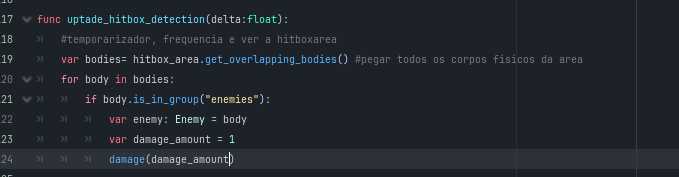 17 func uptade_hitbox_detection(delta:float):
18 #temporarizador, frequencia e ver a hitboxarea
19 var bodies= hitbox_area.get_overlapping_bodies() #pegar todos os corpos fisicos da area
20 for body in bodies:
21 if body.is_in_group("enemies"):
22 var enemy: Enemy = body
23 var damage_amount = 1
24 damage(damage_amount)